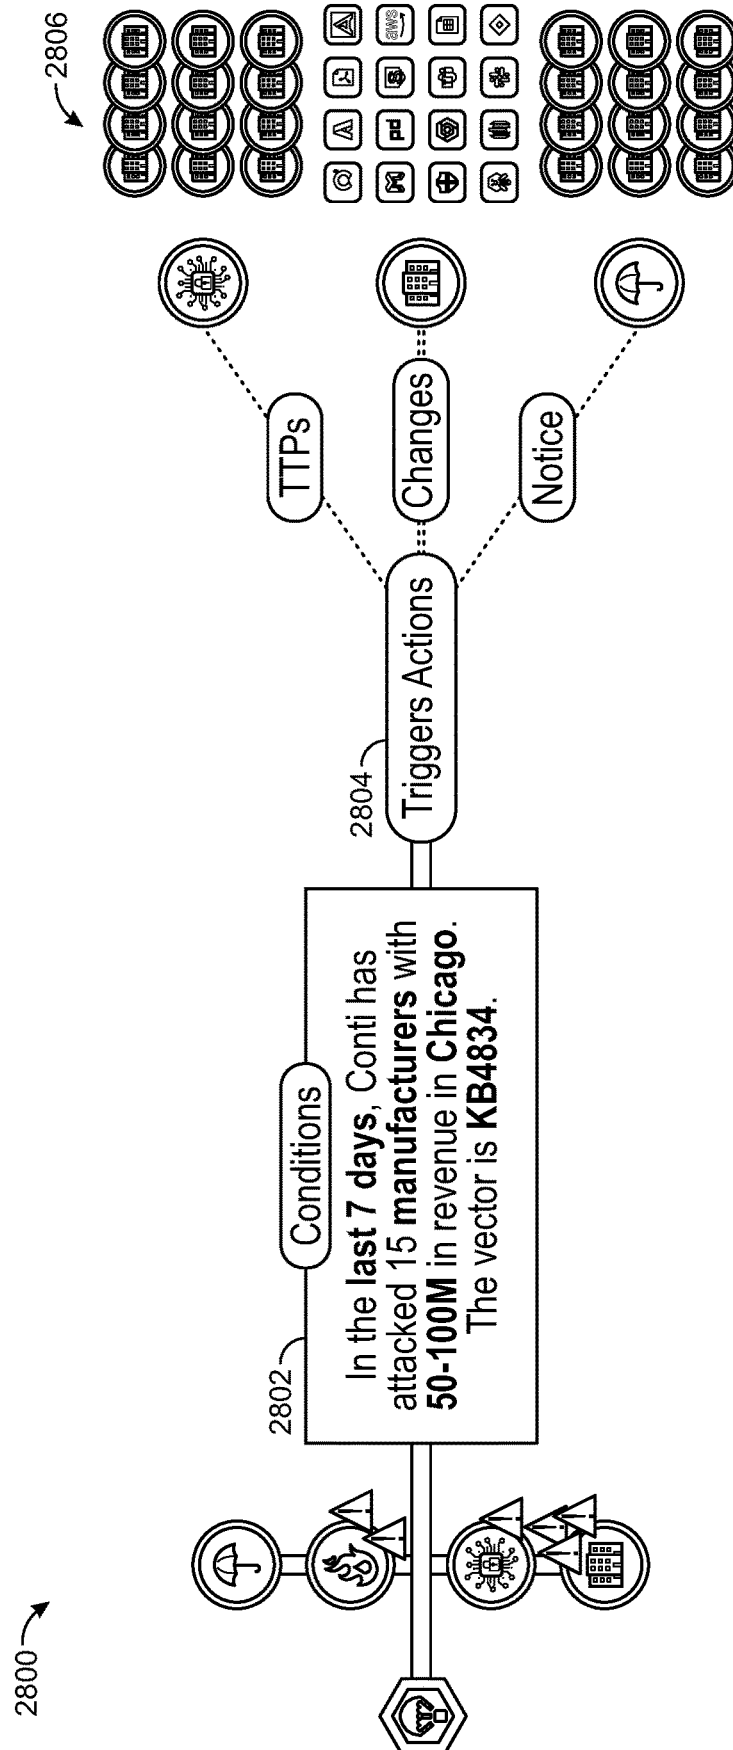 2800
2802
Conditions
In the last 7 days, Conti has
attacked 15 manufacturers with
50-100M in revenue in Chicago.
The vector is KB4834.
2804
Triggers Actions
TTPs
Changes
Notice
2806
aws
pd